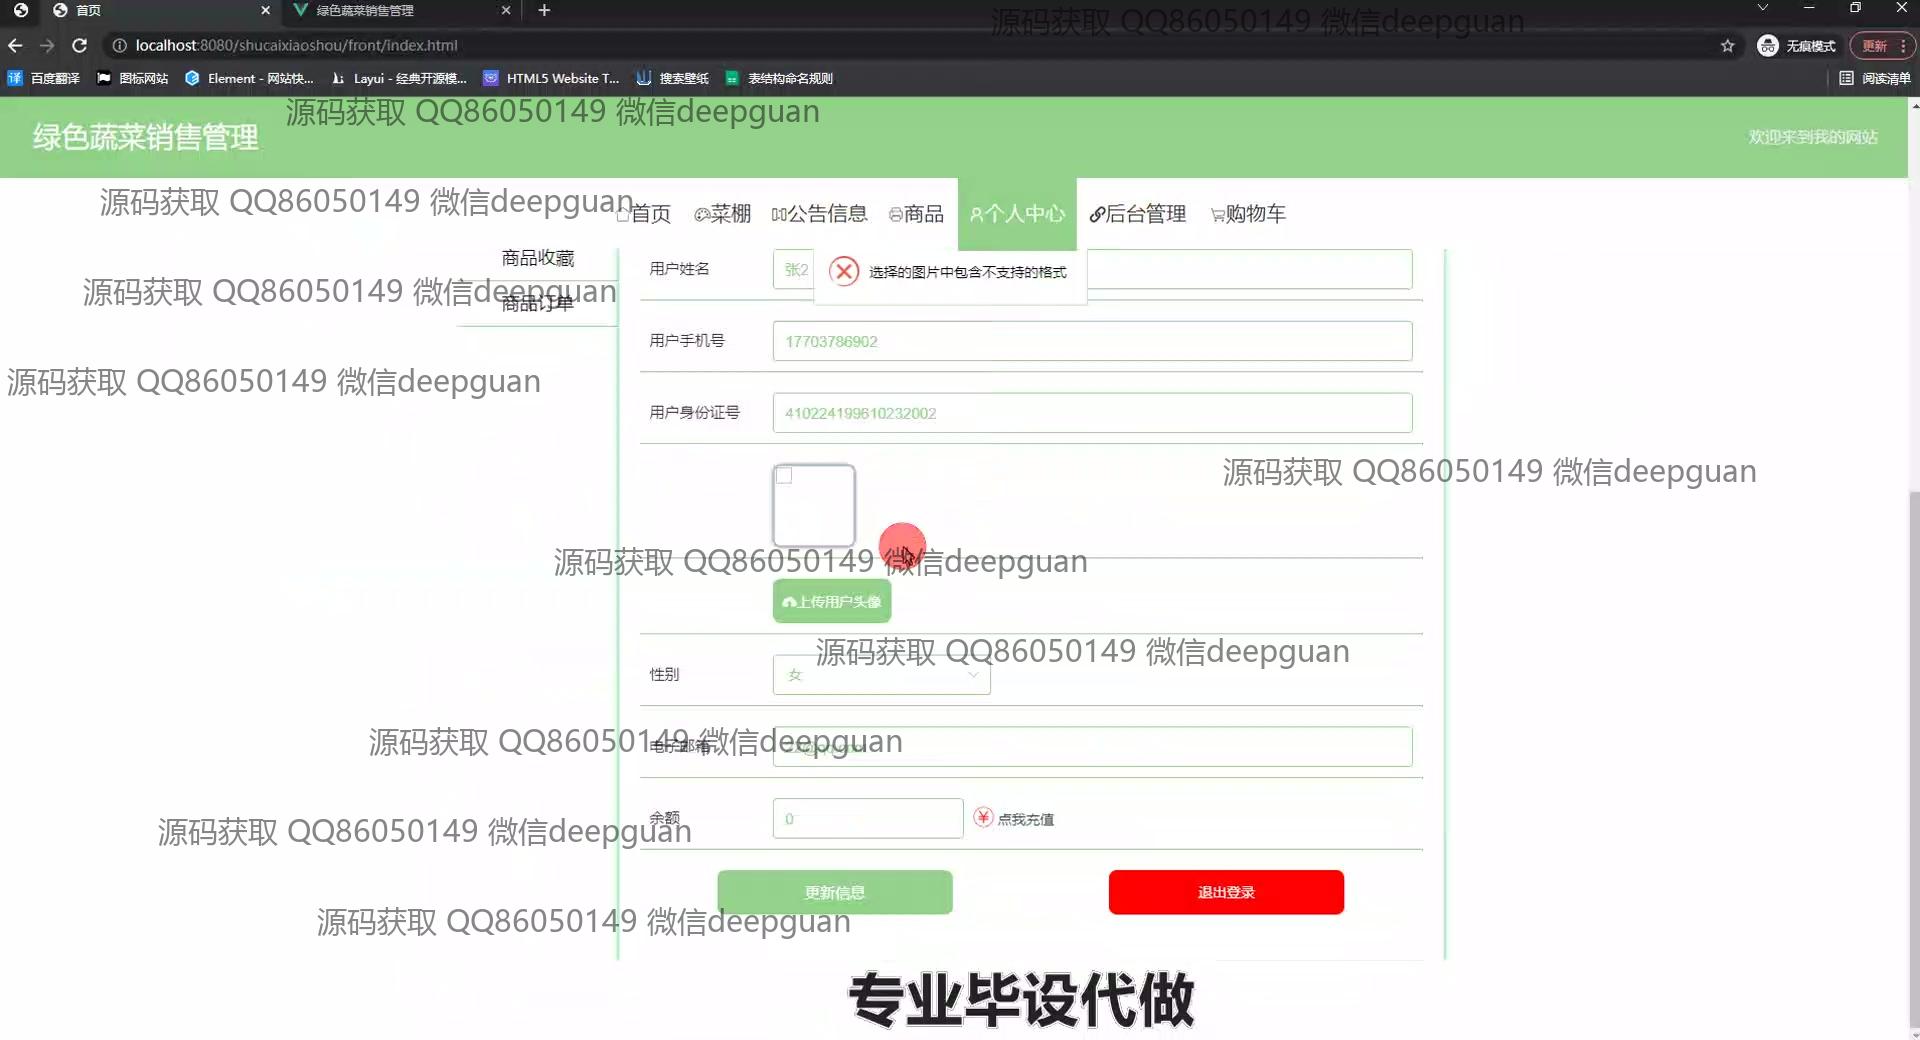 首页
绿色蔬菜销售管理
源码获取 QQ86050149 微信deepguan
localhost:8080/shucaixiaoshou/front/index.html
无痕模式
更新
百度翻译
图标网站
Element - 网站快...
Layui - 经典开源模...
HTML5 Website T...
搜索壁纸
表结构命名规则
阅读清单
源码获取 QQ86050149 微信deepguan
绿色蔬菜销售管理
欢迎来到我的网站
源码获取 QQ86050149 微信deepguan
首页
菜棚
公告信息
商品
个人中心
后台管理
购物车
商品收藏
用户姓名
张2
选择的图片中包含不支持的格式
源码获取 QQ86050149 微信deepguan
商品订单
用户手机号
17703786902
源码获取 QQ86050149 微信deepguan
用户身份证号
410224199610232002
源码获取 QQ86050149 微信deepguan
源码获取 QQ86050149 微信deepguan
上传用户头像
源码获取 QQ86050149 微信deepguan
性别
女
源码获取 QQ86050149 微信deepguan
电子邮箱
源码获取 QQ86050149 微信deepguan
余额
0
点我充值
更新信息
退出登录
源码获取 QQ86050149 微信deepguan
专业毕设代做